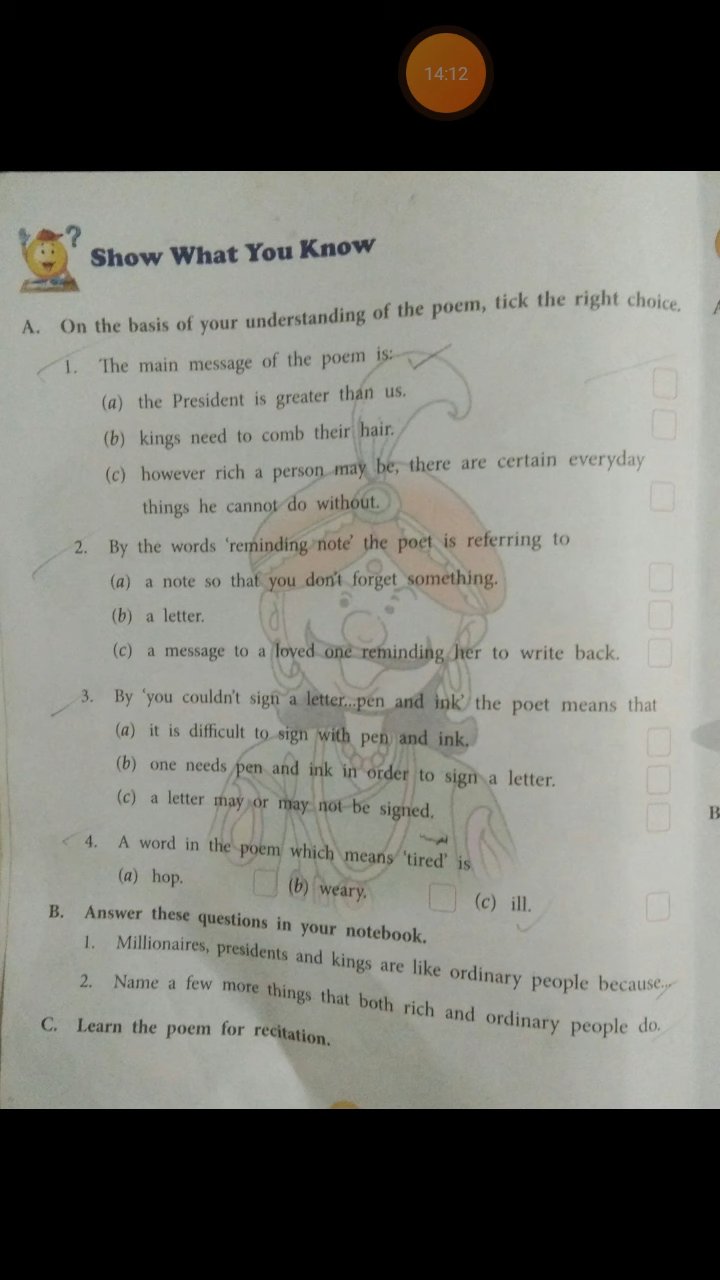 14:12
?
Show What You Know
A. On the basis of your understanding of the poem, tick the right choice.
1. The main message of the poem is:
(a) the President is greater than us.
(b) kings need to comb their hair.
(c) however rich a person may be, there are certain everyday
things he cannot do without.
2. By the words ‘reminding note’ the poet is referring to
(a) a note so that you don't forget something.
(b) a letter.
(c) a message to a loved one reminding her to write back.
3. By ‘you couldn't sign a letter...pen and ink’ the poet means that
(a) it is difficult to sign with pen and ink.
(b) one needs pen and ink in order to sign a letter.
(c) a letter may or may not be signed.
4. A word in the poem which means ‘tired’ is
(a) hop. (b) weary. (c) ill.
B. Answer these questions in your notebook.
1. Millionaires, presidents and kings are like ordinary people because...
2. Name a few more things that both rich and ordinary people do.
C. Learn the poem for recitation.
B